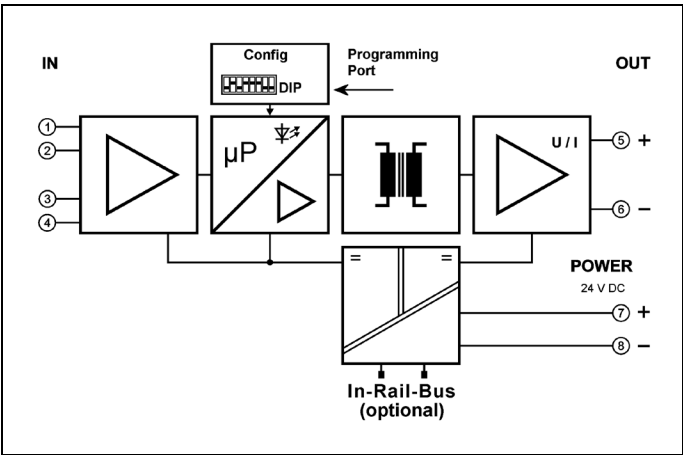 Config
Programming
Port
IN
OUT
DIP
1
2
3
4
µP
U / I
5 +
6 −
POWER
24 V DC
7 +
8 −
= =
In-Rail-Bus
(optional)